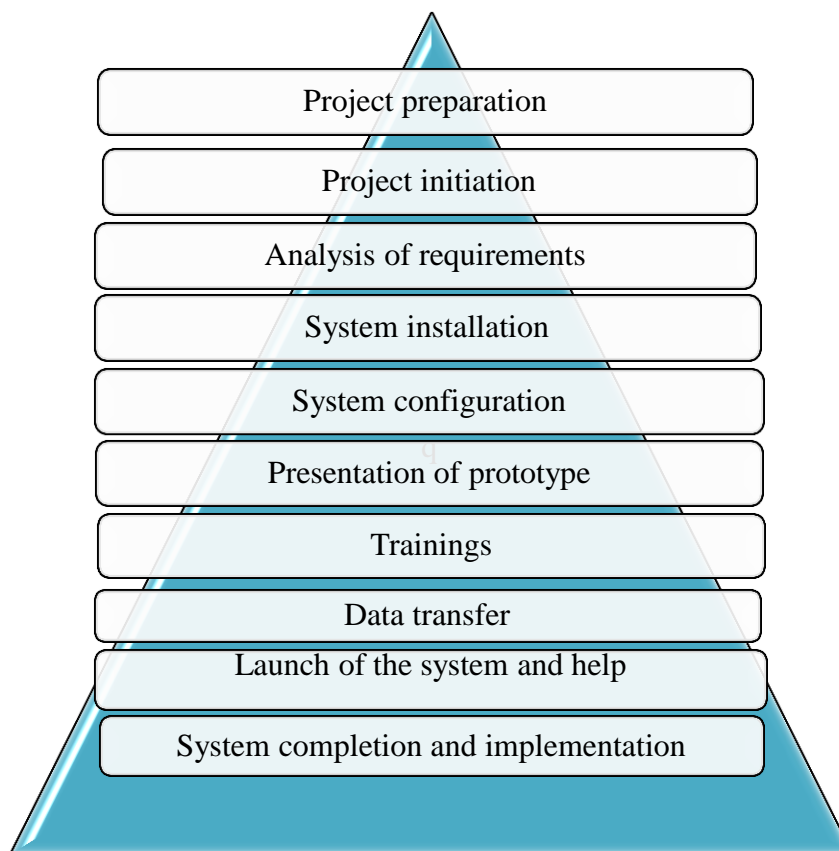 Project preparation
Project initiation
Analysis of requirements
System installation
System configuration
Presentation of prototype
Trainings
Data transfer
Launch of the system and help
System completion and implementation